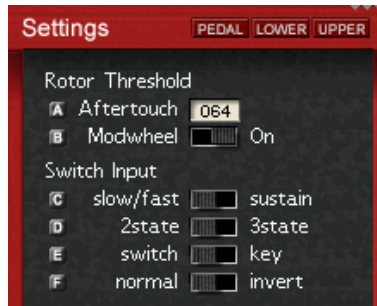 Settings PEDAL LOWER UPPER
Rotor Threshold
A Aftertouch 064
B Modwheel On
Switch Input
C slow/fast sustain
D 2state 3state
E switch key
F normal invert